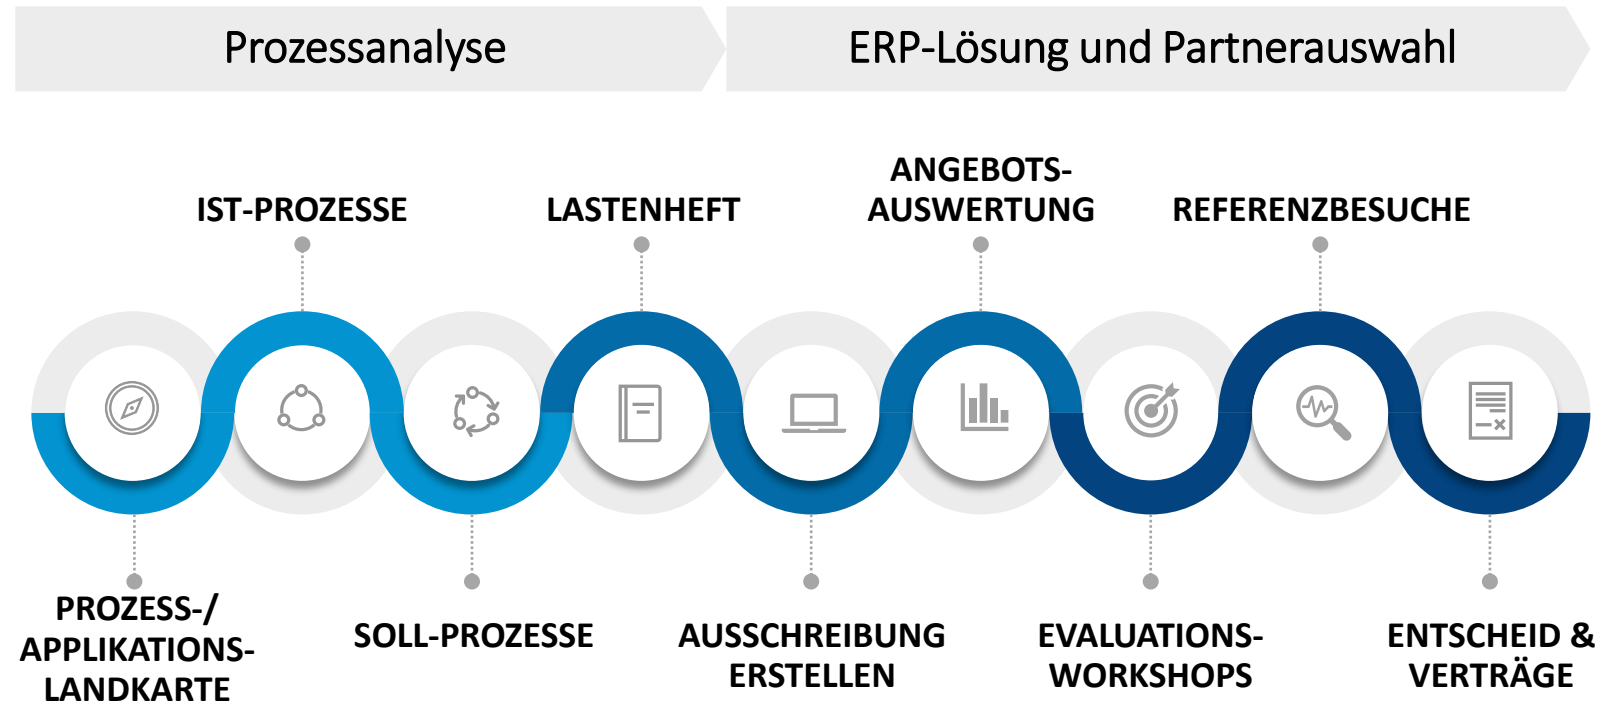 Prozessanalyse
ERP-Lösung und Partnerauswahl
IST-PROZESSE
LASTENHEFT
ANGEBOTS-
AUSWERTUNG
REFERENZBESUCHE
PROZESS-/
APPLIKATIONS-
LANDKARTE
SOLL-PROZESSE
AUSSCHREIBUNG
ERSTELLEN
EVALUATIONS-
WORKSHOPS
ENTSCHEID &
VERTRÄGE